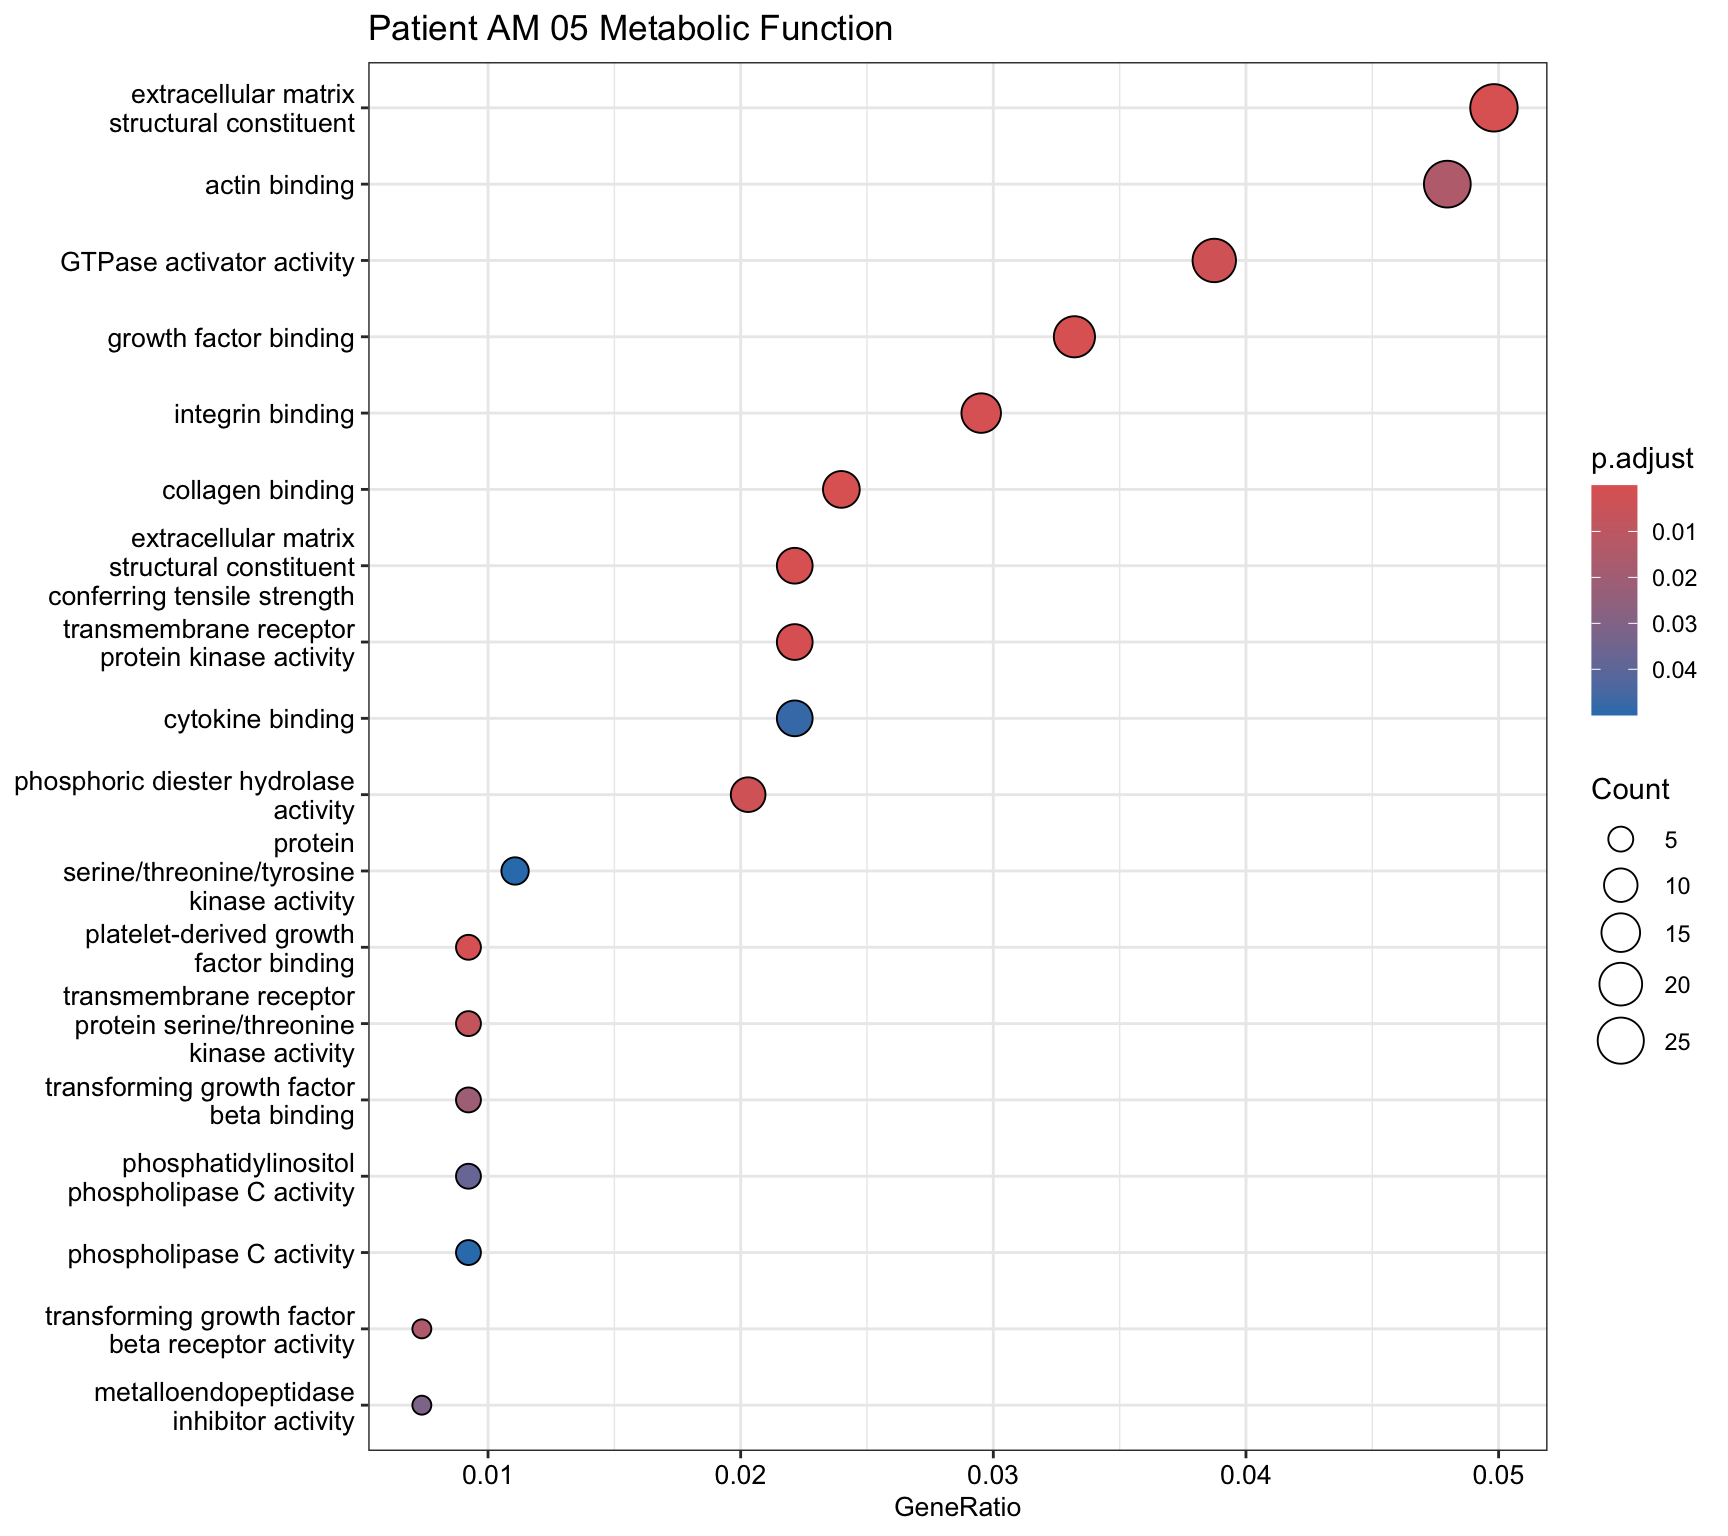 Patient AM 05 Metabolic Function
extracellular matrix
structural constituent
actin binding
GTPase activator activity
growth factor binding
integrin binding
collagen binding
extracellular matrix
structural constituent
conferring tensile strength
transmembrane receptor
protein kinase activity
cytokine binding
phosphoric diester hydrolase
activity
protein
serine/threonine/tyrosine
kinase activity
platelet-derived growth
factor binding
transmembrane receptor
protein serine/threonine
kinase activity
transforming growth factor
beta binding
phosphatidylinositol
phospholipase C activity
phospholipase C activity
transforming growth factor
beta receptor activity
metalloendopeptidase
inhibitor activity
0.01 0.02 0.03 0.04 0.05
GeneRatio
p.adjust
0.01
0.02
0.03
0.04
Count
5
10
15
20
25